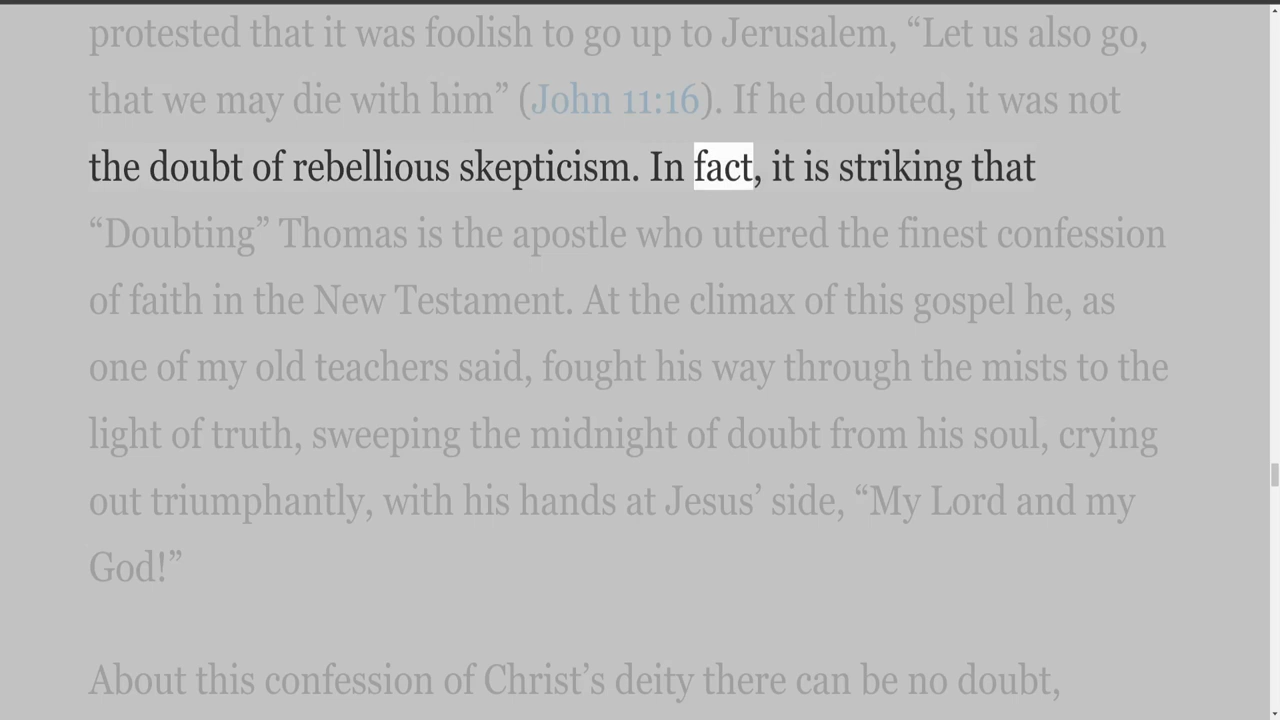 protested that it was foolish to go up to Jerusalem, “Let us also go,
that we may die with him” (John 11:16). If he doubted, it was not
the doubt of rebellious skepticism. In fact, it is striking that
“Doubting” Thomas is the apostle who uttered the finest confession
of faith in the New Testament. At the climax of this gospel he, as
one of my old teachers said, fought his way through the mists to the
light of truth, sweeping the midnight of doubt from his soul, crying
out triumphantly, with his hands at Jesus’ side, “My Lord and my
God!”
About this confession of Christ’s deity there can be no doubt,